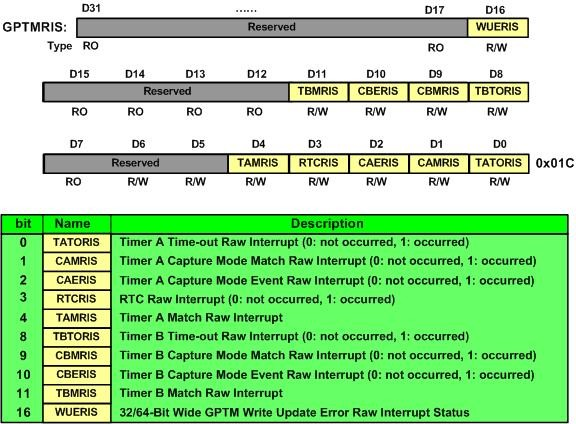 D31 ...... D17 D16
GPTMRIS: Reserved WUERIS
Type RO RO R/W
D15 D14 D13 D12 D11 D10 D9 D8
Reserved TBMRIS CBERIS CBMRIS TBTORIS
RO RO RO RO R/W R/W R/W R/W
D7 D6 D5 D4 D3 D2 D1 D0
Reserved TAMRIS RTCRIS CAERIS CAMRIS TATORIS 0x01C
RO R/W R/W R/W R/W R/W R/W R/W
bit Name Description
0 TATORIS Timer A Time-out Raw Interrupt (0: not occurred, 1: occurred)
1 CAMRIS Timer A Capture Mode Match Raw Interrupt (0: not occurred, 1: occurred)
2 CAERIS Timer A Capture Mode Event Raw Interrupt (0: not occurred, 1: occurred)
3 RTCRIS RTC Raw Interrupt (0: not occurred, 1: occurred)
4 TAMRIS Timer A Match Raw Interrupt
8 TBTORIS Timer B Time-out Raw Interrupt (0: not occurred, 1: occurred)
9 CBMRIS Timer B Capture Mode Match Raw Interrupt (0: not occurred, 1: occurred)
10 CBERIS Timer B Capture Mode Event Raw Interrupt (0: not occurred, 1: occurred)
11 TBMRIS Timer B Match Raw Interrupt
16 WUERIS 32/64-Bit Wide GPTM Write Update Error Raw Interrupt Status